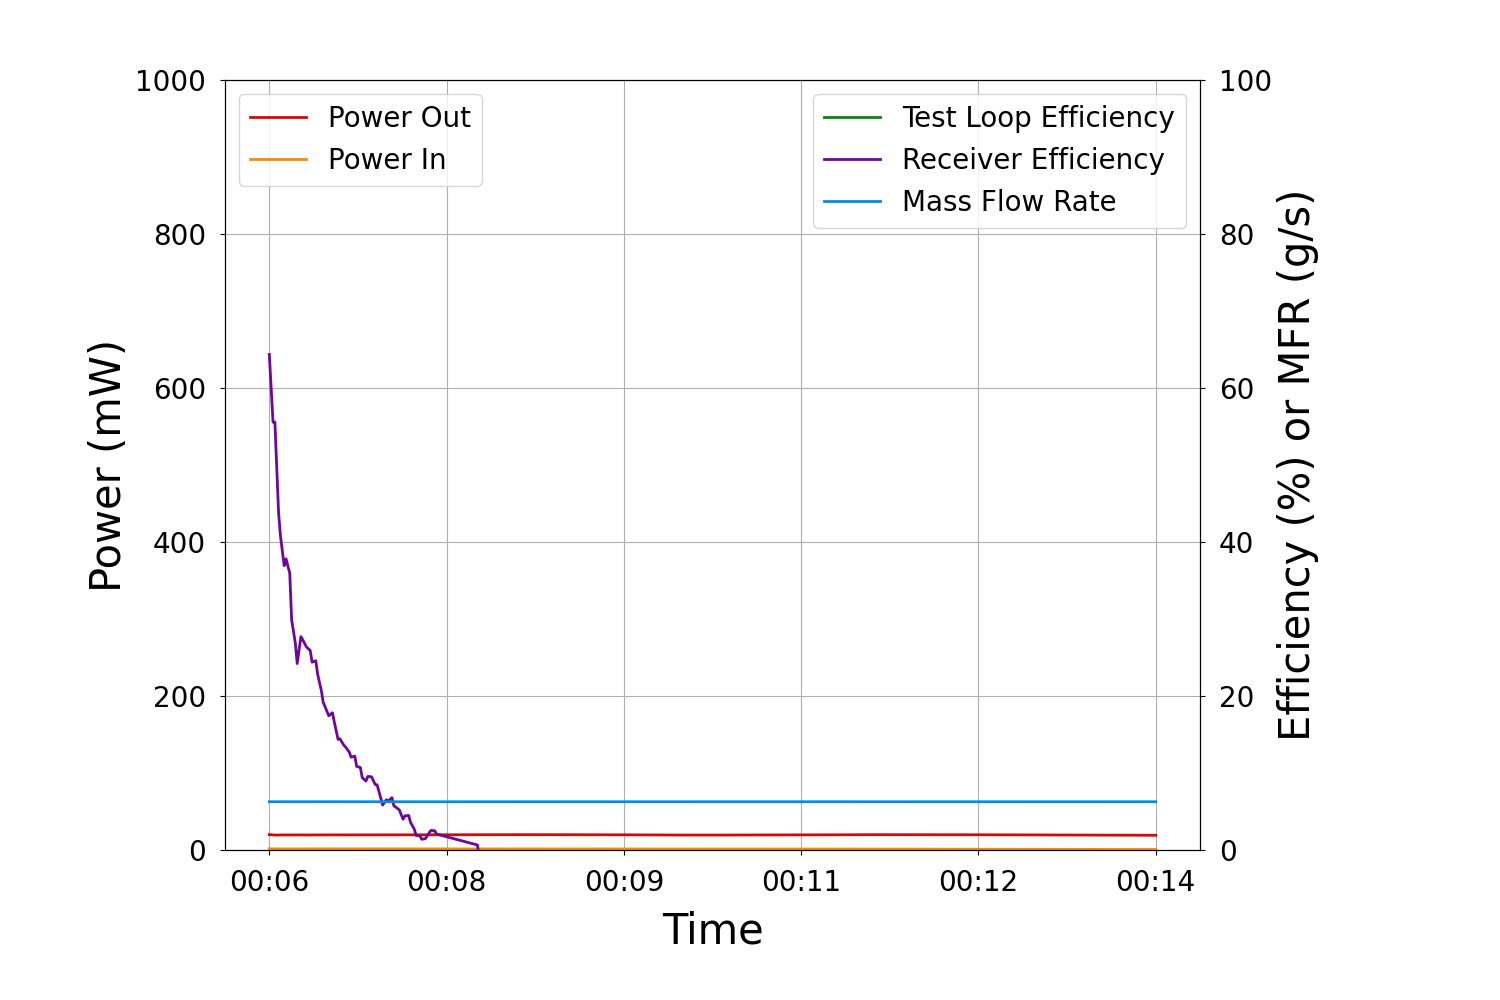 Power Out
Power In
Test Loop Efficiency
Receiver Efficiency
Mass Flow Rate
1000
800
600
400
200
0
Power (mW)
100
80
60
40
20
0
Efficiency (%) or MFR (g/s)
00:06 00:08 00:09 00:11 00:12 00:14
Time